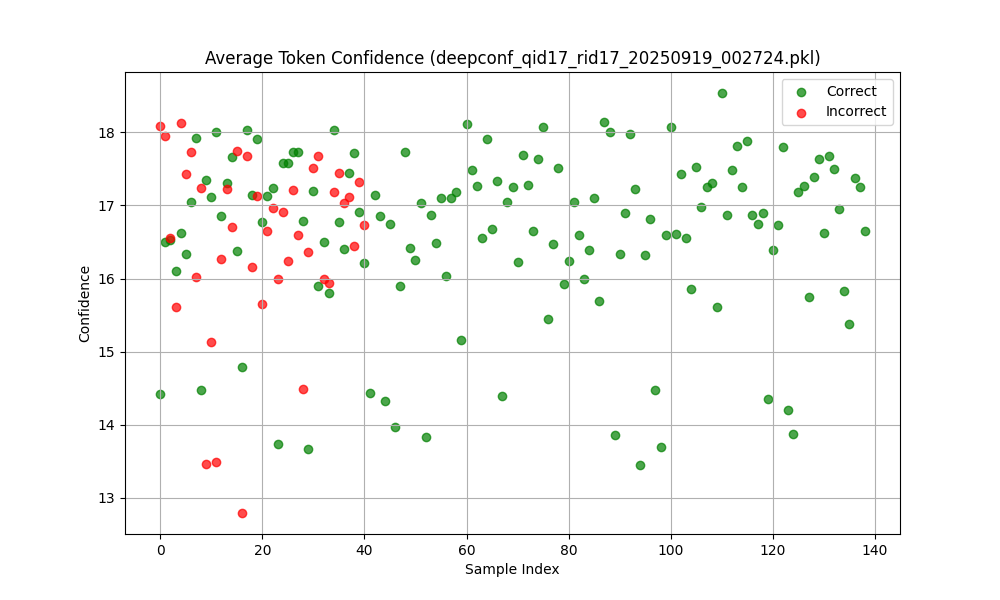 Average Token Confidence (deepconf_qid17_rid17_20250919_002724.pkl)
Correct
Incorrect
Confidence
18
17
16
15
14
13
0 20 40 60 80 100 120 140
Sample Index